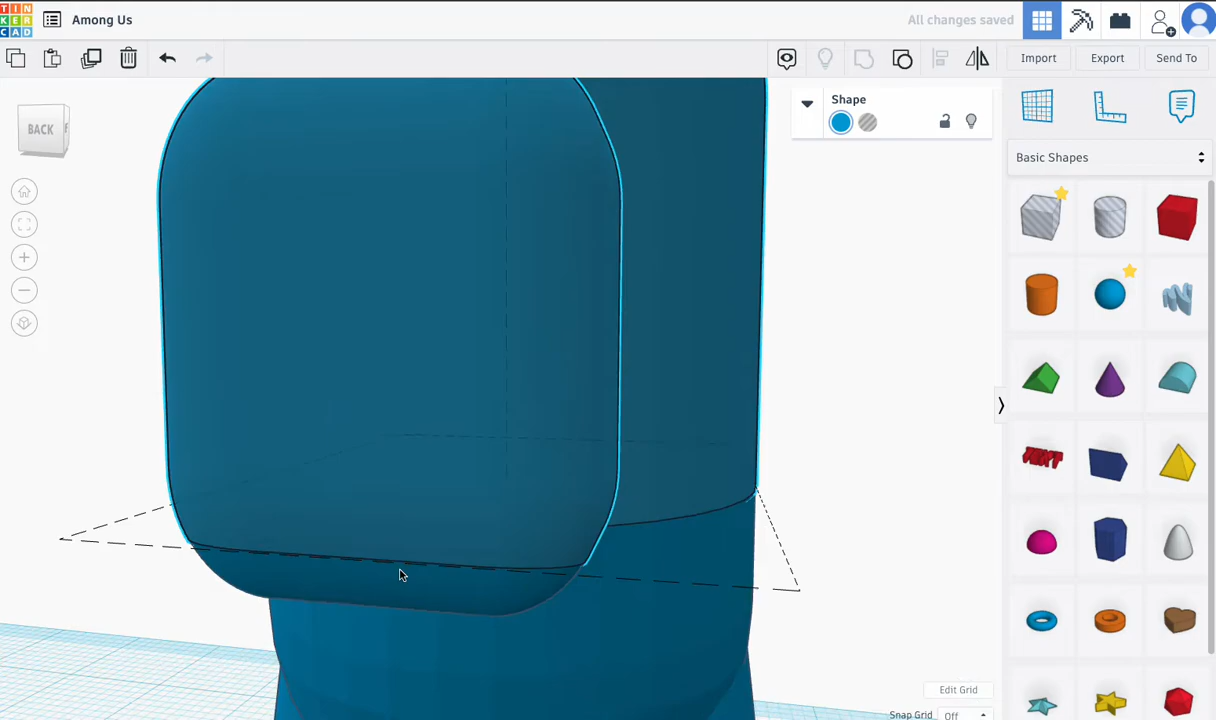 TIN
KER
CAD
Among Us
All changes saved
Import
Export
Send To
BACK
Shape
Basic Shapes
TEXT
Edit Grid
Snap Grid
Off